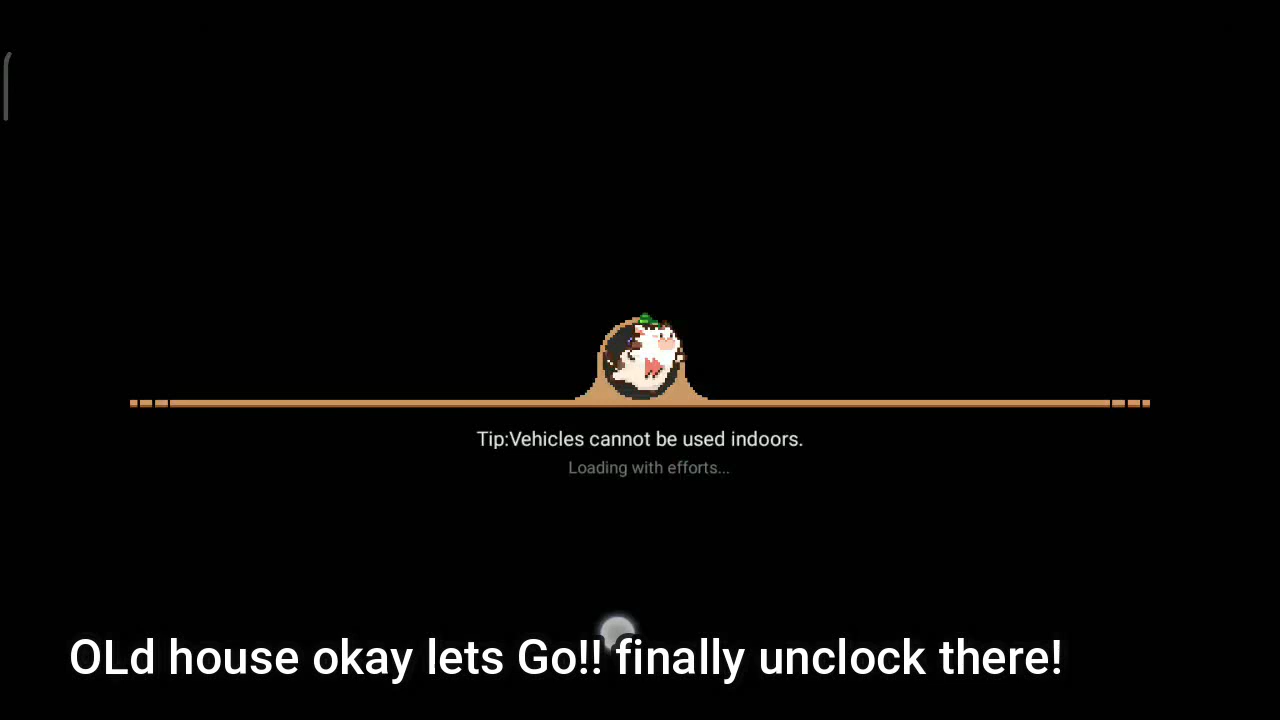 Tip:Vehicles cannot be used indoors.
Loading with efforts...
OLd house okay lets Go!! finally unclock there!